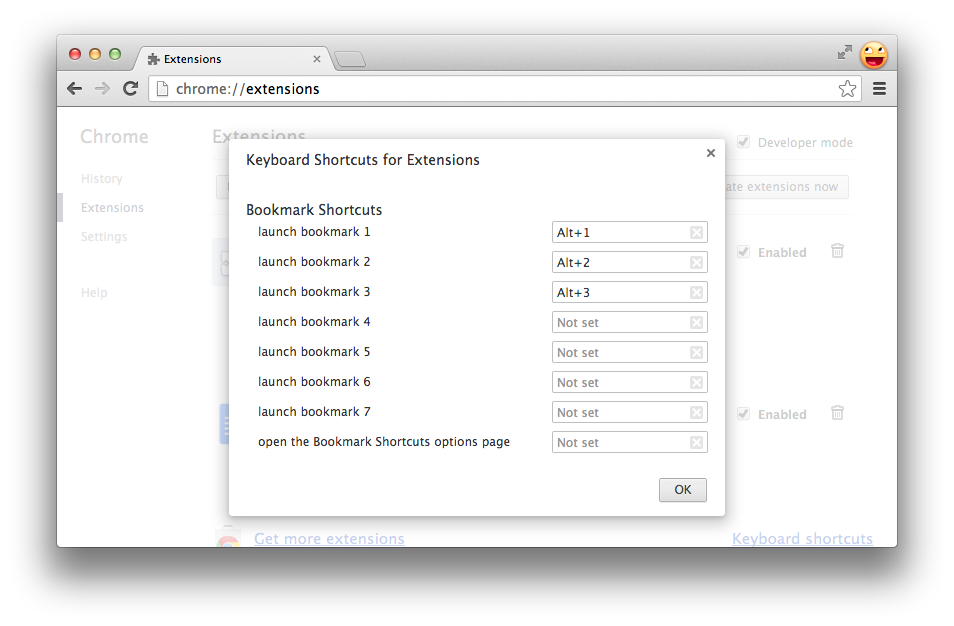 Extensions
chrome://extensions
Chrome
Extensions
Developer mode
History
Extensions
Settings
Help
ate extensions now
Enabled
Enabled
Keyboard Shortcuts for Extensions
Bookmark Shortcuts
launch bookmark 1 Alt+1
launch bookmark 2 Alt+2
launch bookmark 3 Alt+3
launch bookmark 4 Not set
launch bookmark 5 Not set
launch bookmark 6 Not set
launch bookmark 7 Not set
open the Bookmark Shortcuts options page Not set
OK
Get more extensions
Keyboard shortcuts